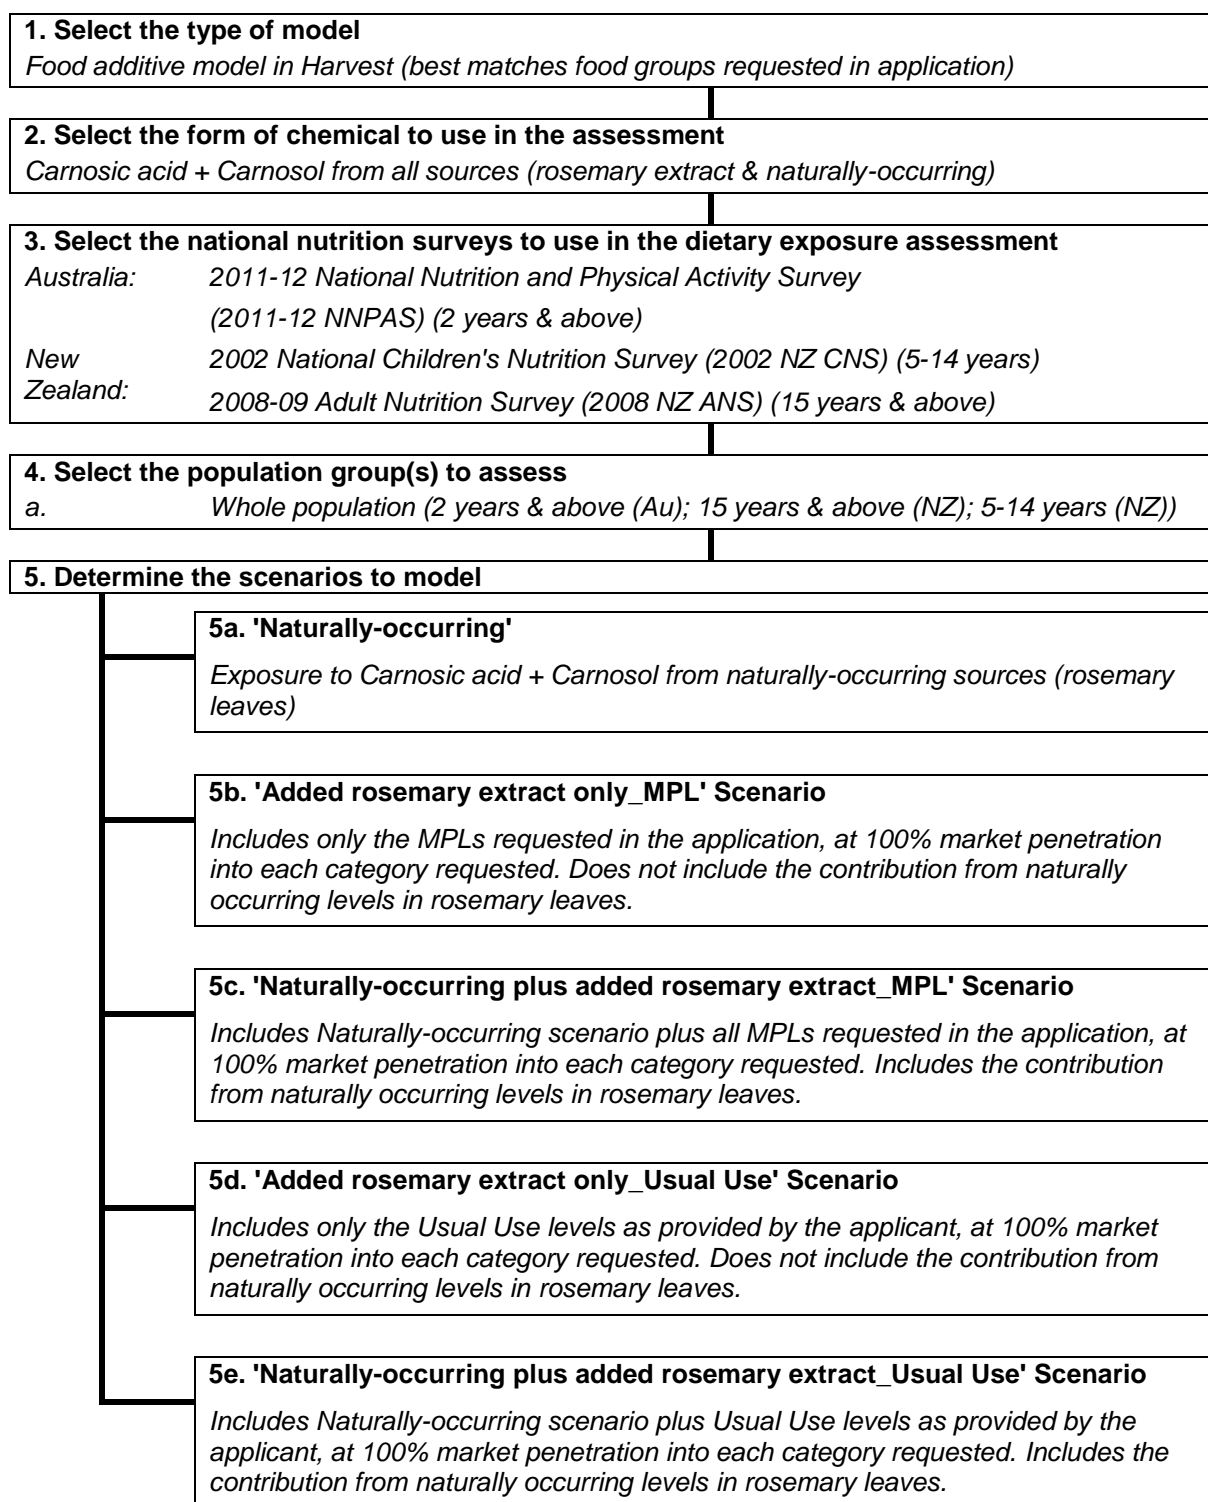 1. Select the type of model
Food additive model in Harvest (best matches food groups requested in application)
2. Select the form of chemical to use in the assessment
Carnosic acid + Carnosol from all sources (rosemary extract & naturally-occurring)
3. Select the national nutrition surveys to use in the dietary exposure assessment
Australia: 2011-12 National Nutrition and Physical Activity Survey
(2011-12 NNPAS) (2 years & above)
New Zealand: 2002 National Children's Nutrition Survey (2002 NZ CNS) (5-14 years)
2008-09 Adult Nutrition Survey (2008 NZ ANS) (15 years & above)
4. Select the population group(s) to assess
a. Whole population (2 years & above (Au); 15 years & above (NZ); 5-14 years (NZ))
5. Determine the scenarios to model
5a. 'Naturally-occurring'
Exposure to Carnosic acid + Carnosol from naturally-occurring sources (rosemary
leaves)
5b. 'Added rosemary extract only_MPL' Scenario
Includes only the MPLs requested in the application, at 100% market penetration
into each category requested. Does not include the contribution from naturally
occurring levels in rosemary leaves.
5c. 'Naturally-occurring plus added rosemary extract_MPL' Scenario
Includes Naturally-occurring scenario plus all MPLs requested in the application, at
100% market penetration into each category requested. Includes the contribution
from naturally occurring levels in rosemary leaves.
5d. 'Added rosemary extract only_Usual Use' Scenario
Includes only the Usual Use levels as provided by the applicant, at 100% market
penetration into each category requested. Does not include the contribution from
naturally occurring levels in rosemary leaves.
5e. 'Naturally-occurring plus added rosemary extract_Usual Use' Scenario
Includes Naturally-occurring scenario plus Usual Use levels as provided by the
applicant, at 100% market penetration into each category requested. Includes the
contribution from naturally occurring levels in rosemary leaves.